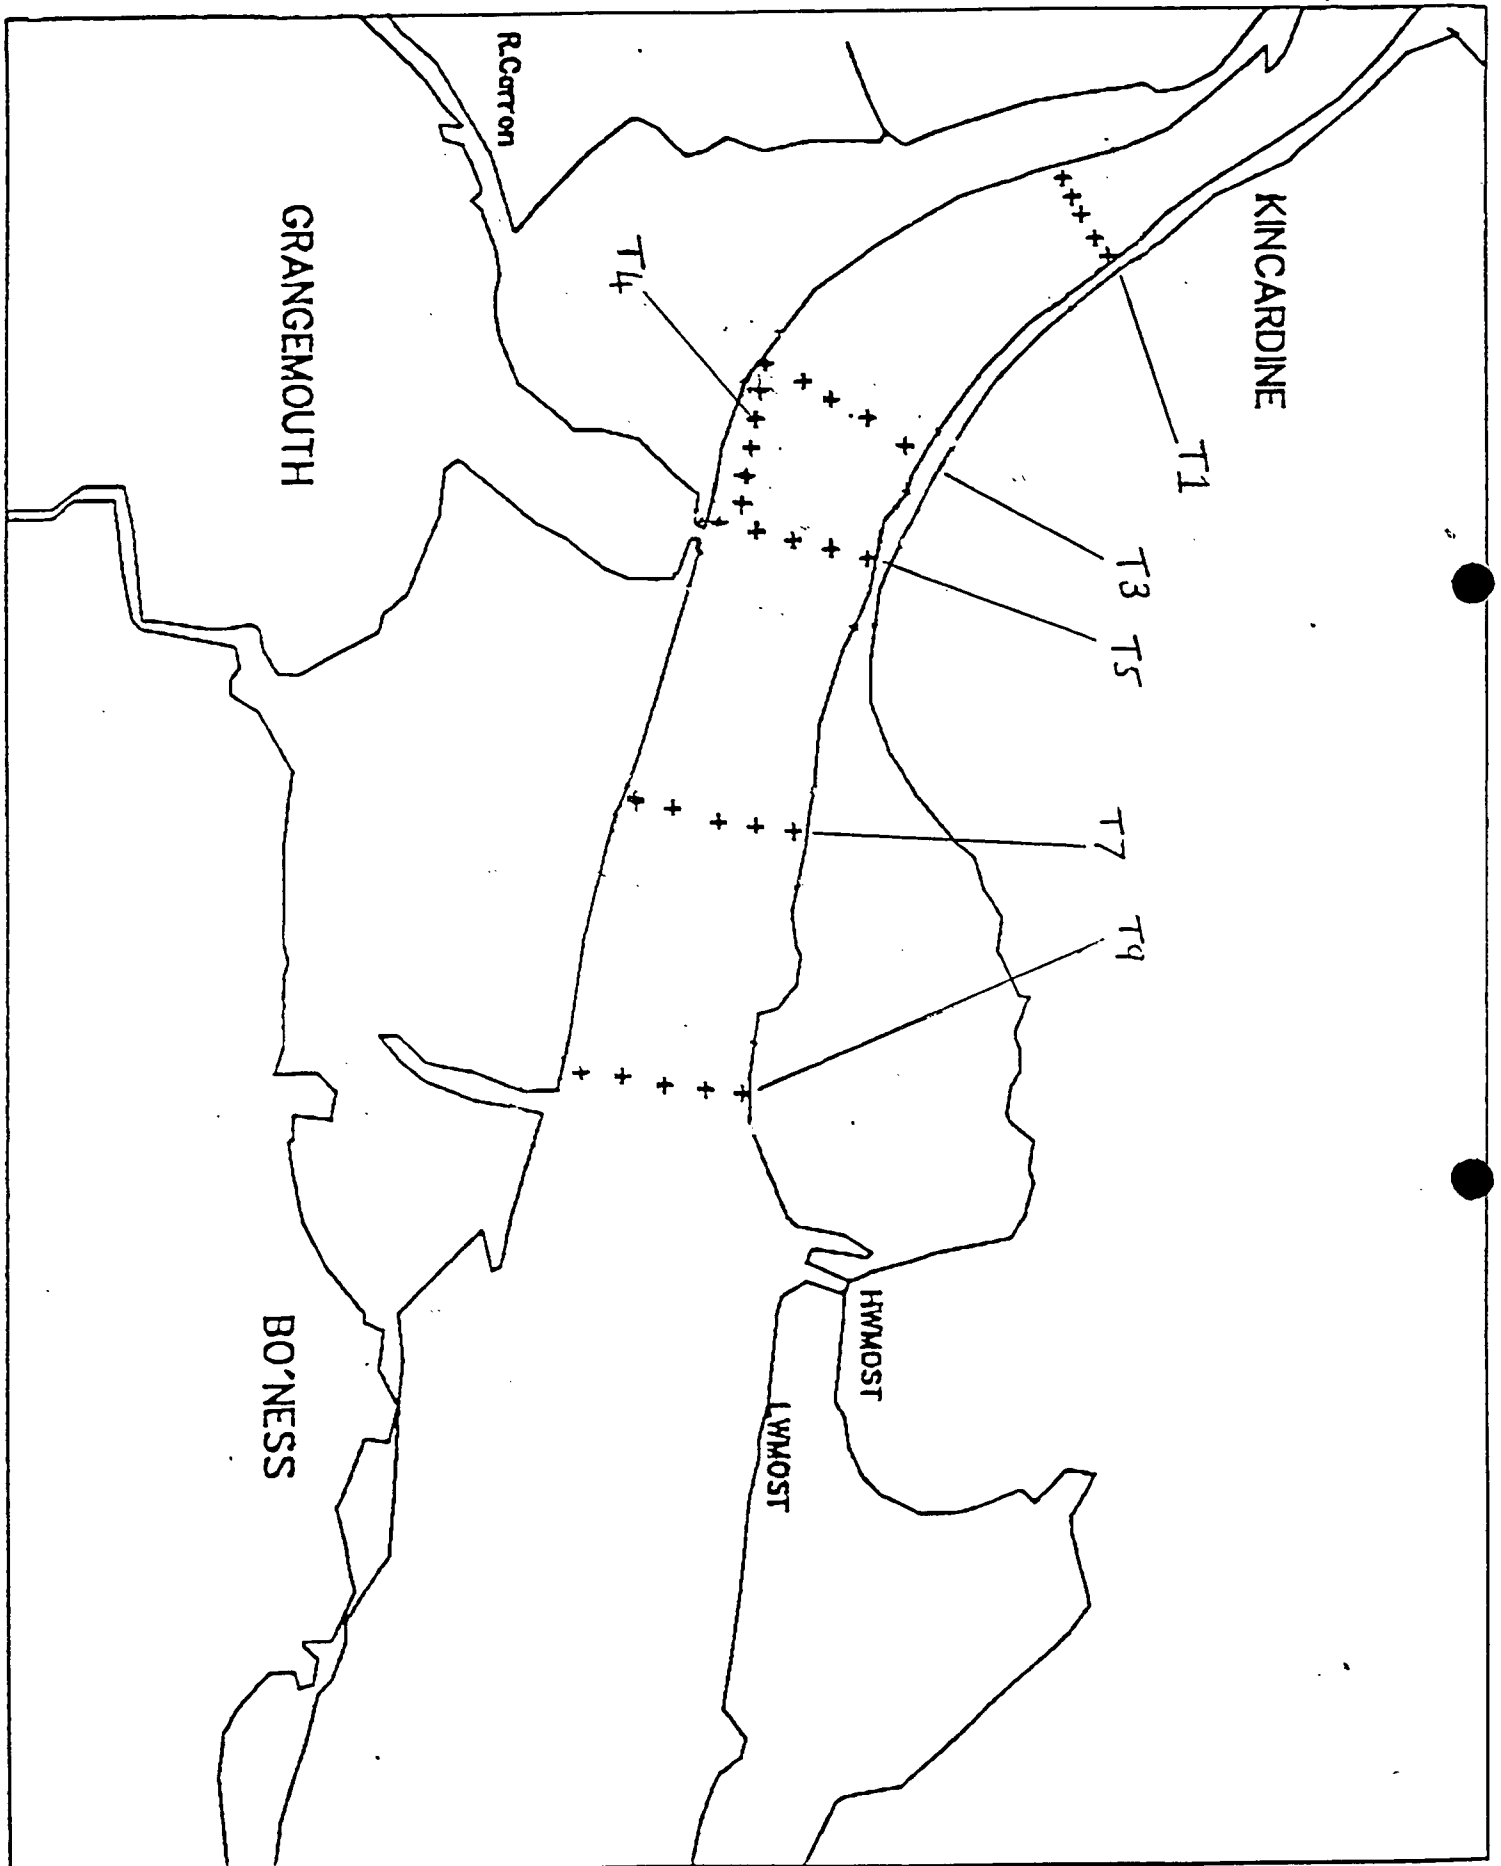 KINCARDINE
T1
T3
T5
T7
T9
R.Carron
T4
HWMOST
LWMOST
GRANGEMOUTH
BO'NESS